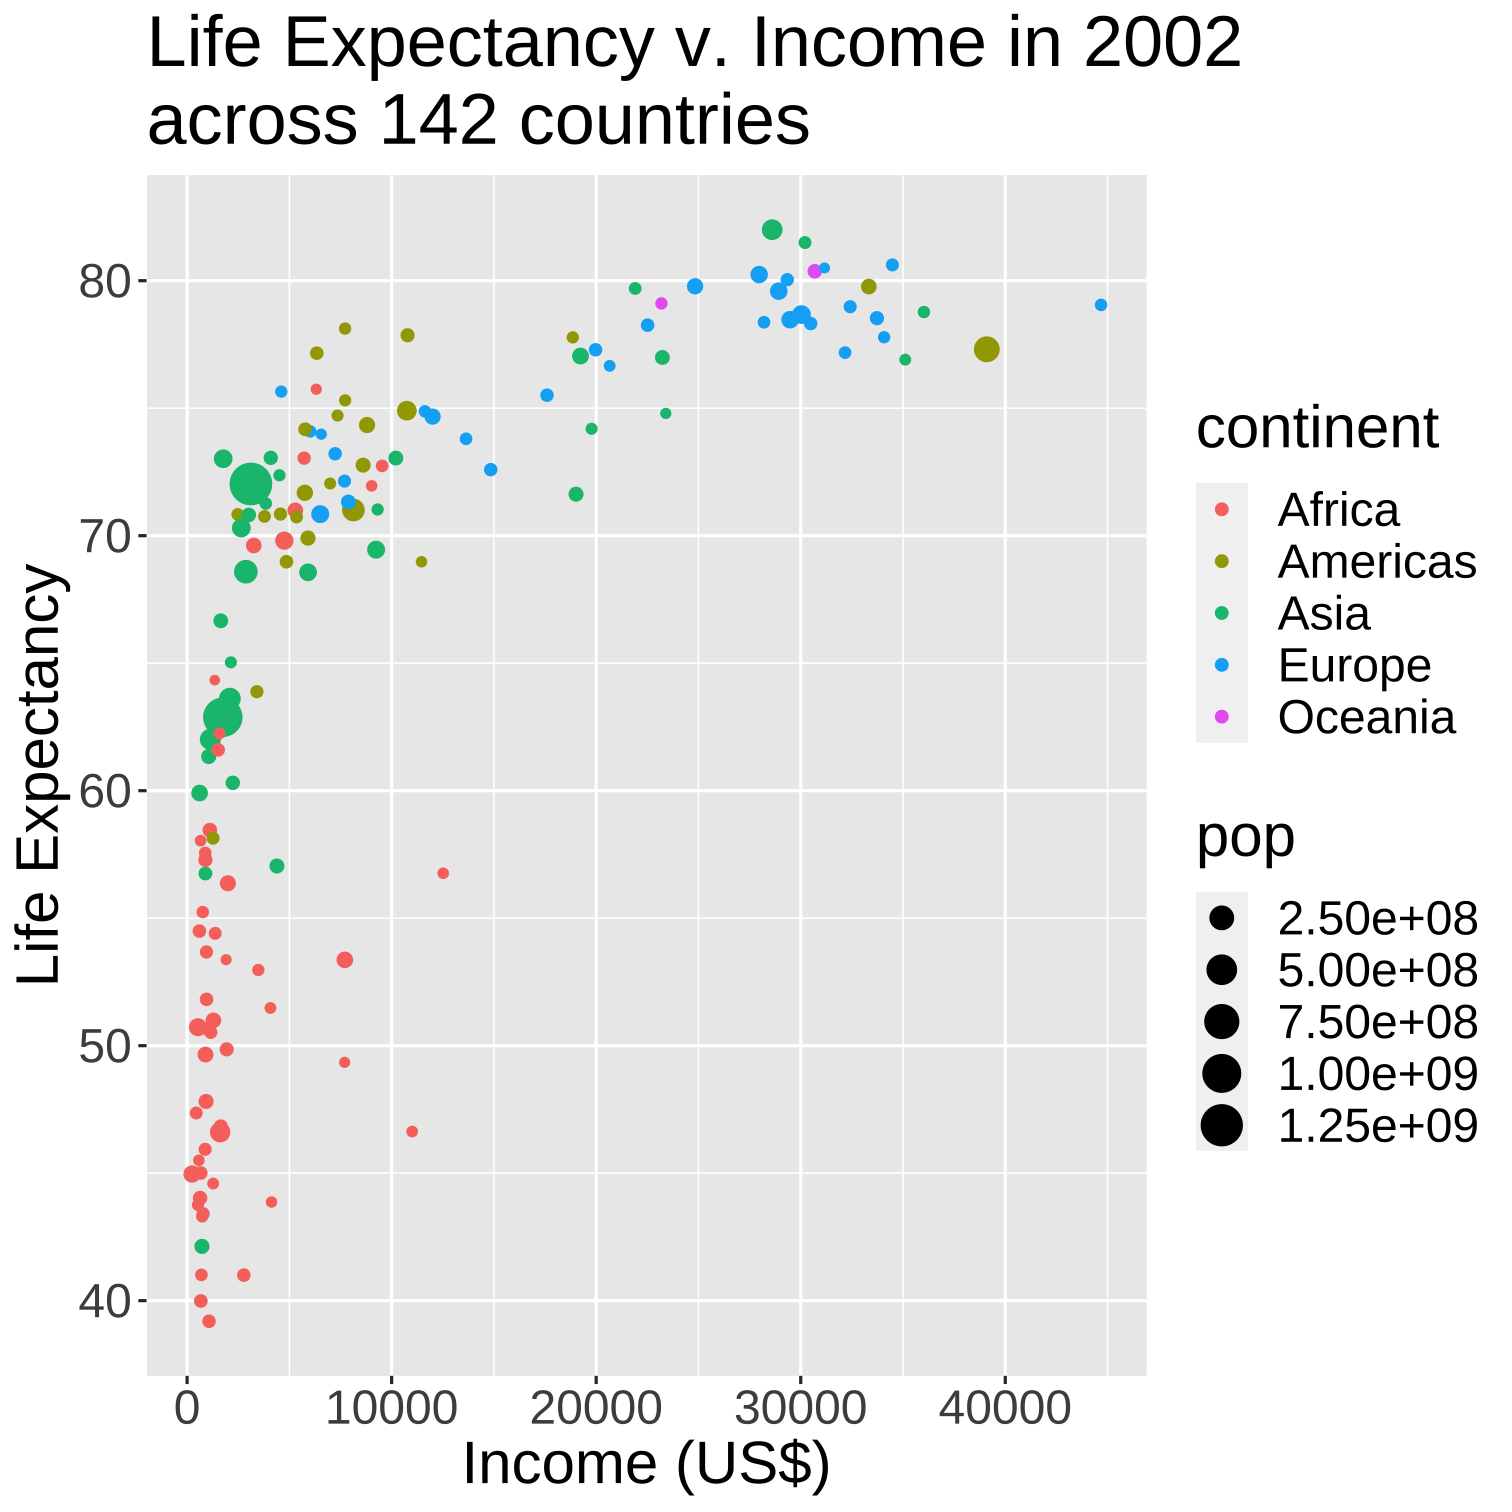 Life Expectancy v. Income in 2002
across 142 countries
Life Expectancy
80
70
60
50
40
0
10000
20000
30000
40000
Income (US$)
continent
Africa
Americas
Asia
Europe
Oceania
pop
2.50e+08
5.00e+08
7.50e+08
1.00e+09
1.25e+09